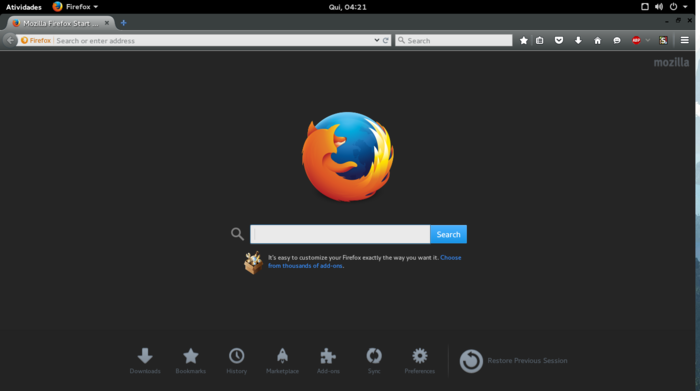 Atividades Firefox Qui, 04:21
Mozilla Firefox Start ...
Firefox Search or enter address Search
ABP
mozilla
Search
It's easy to customize your Firefox exactly the way you want it. Choose
from thousands of add-ons.
Downloads Bookmarks History Marketplace Add-ons Sync Preferences Restore Previous Session